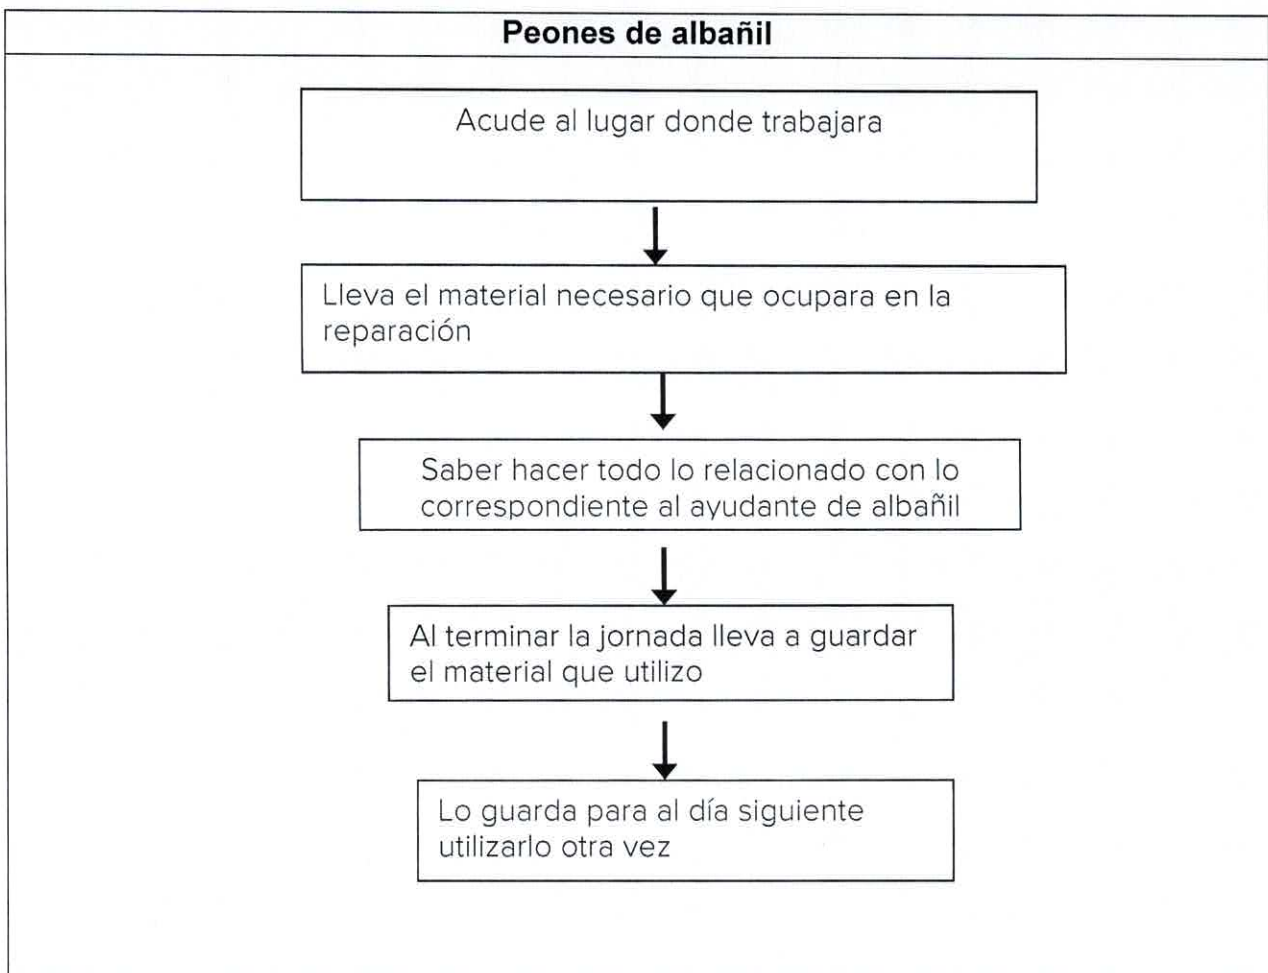 Peones de albañil
Acude al lugar donde trabajara
Lleva el material necesario que ocupara en la
reparación
Saber hacer todo lo relacionado con lo
correspondiente al ayudante de albañil
Al terminar la jornada lleva a guardar
el material que utilizo
Lo guarda para al día siguiente
utilizarlo otra vez